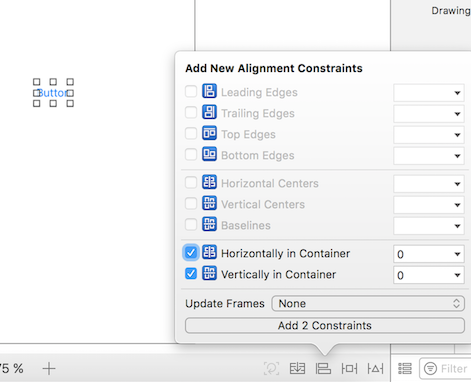 Drawing
Button
Add New Alignment Constraints
Leading Edges
Trailing Edges
Top Edges
Bottom Edges
Horizontal Centers
Vertical Centers
Baselines
Horizontally in Container 0
Vertically in Container 0
Update Frames None
Add 2 Constraints
75 % Filter